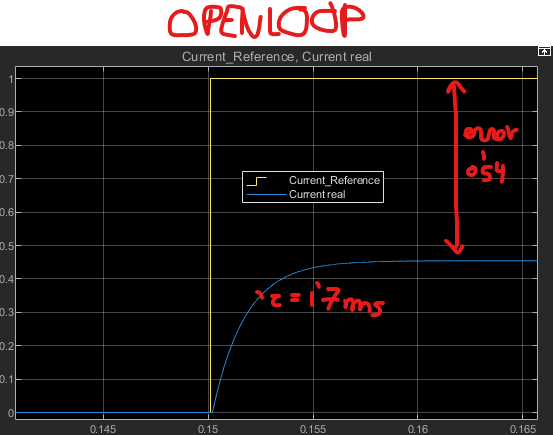 OPENLOOP
Current_Reference, Current real
1
0.9
0.8
0.7
0.6
0.5
0.4
0.3
0.2
0.1
0
Current_Reference
Current real
error
0'54
τ = 1'7 ms
0.145
0.15
0.155
0.16
0.165